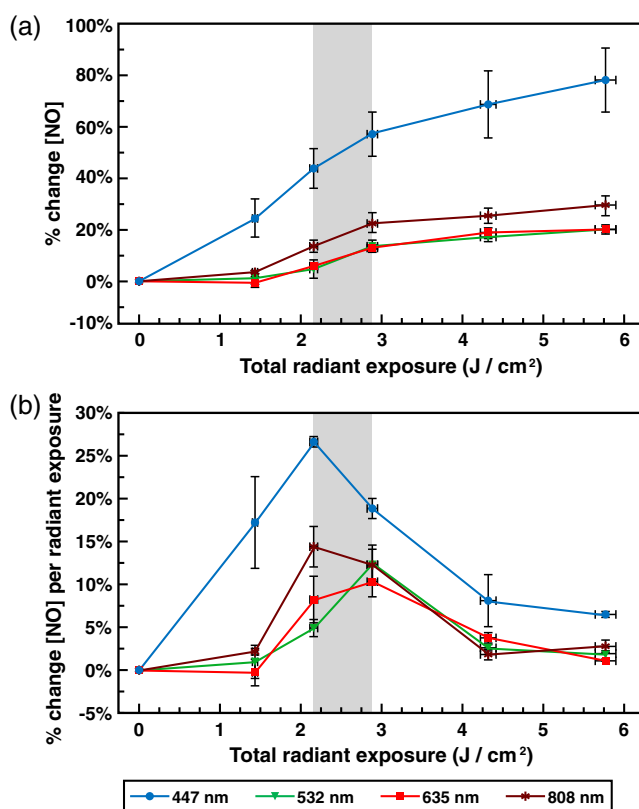 (a)
100%
80%
60%
40%
20%
0%
-10%
% change [NO]
0 1 2 3 4 5 6
Total radiant exposure (J / cm²)
(b)
30%
25%
20%
15%
10%
5%
0%
-5%
% change [NO] per radiant exposure
0 1 2 3 4 5 6
Total radiant exposure (J / cm²)
447 nm 532 nm 635 nm 808 nm